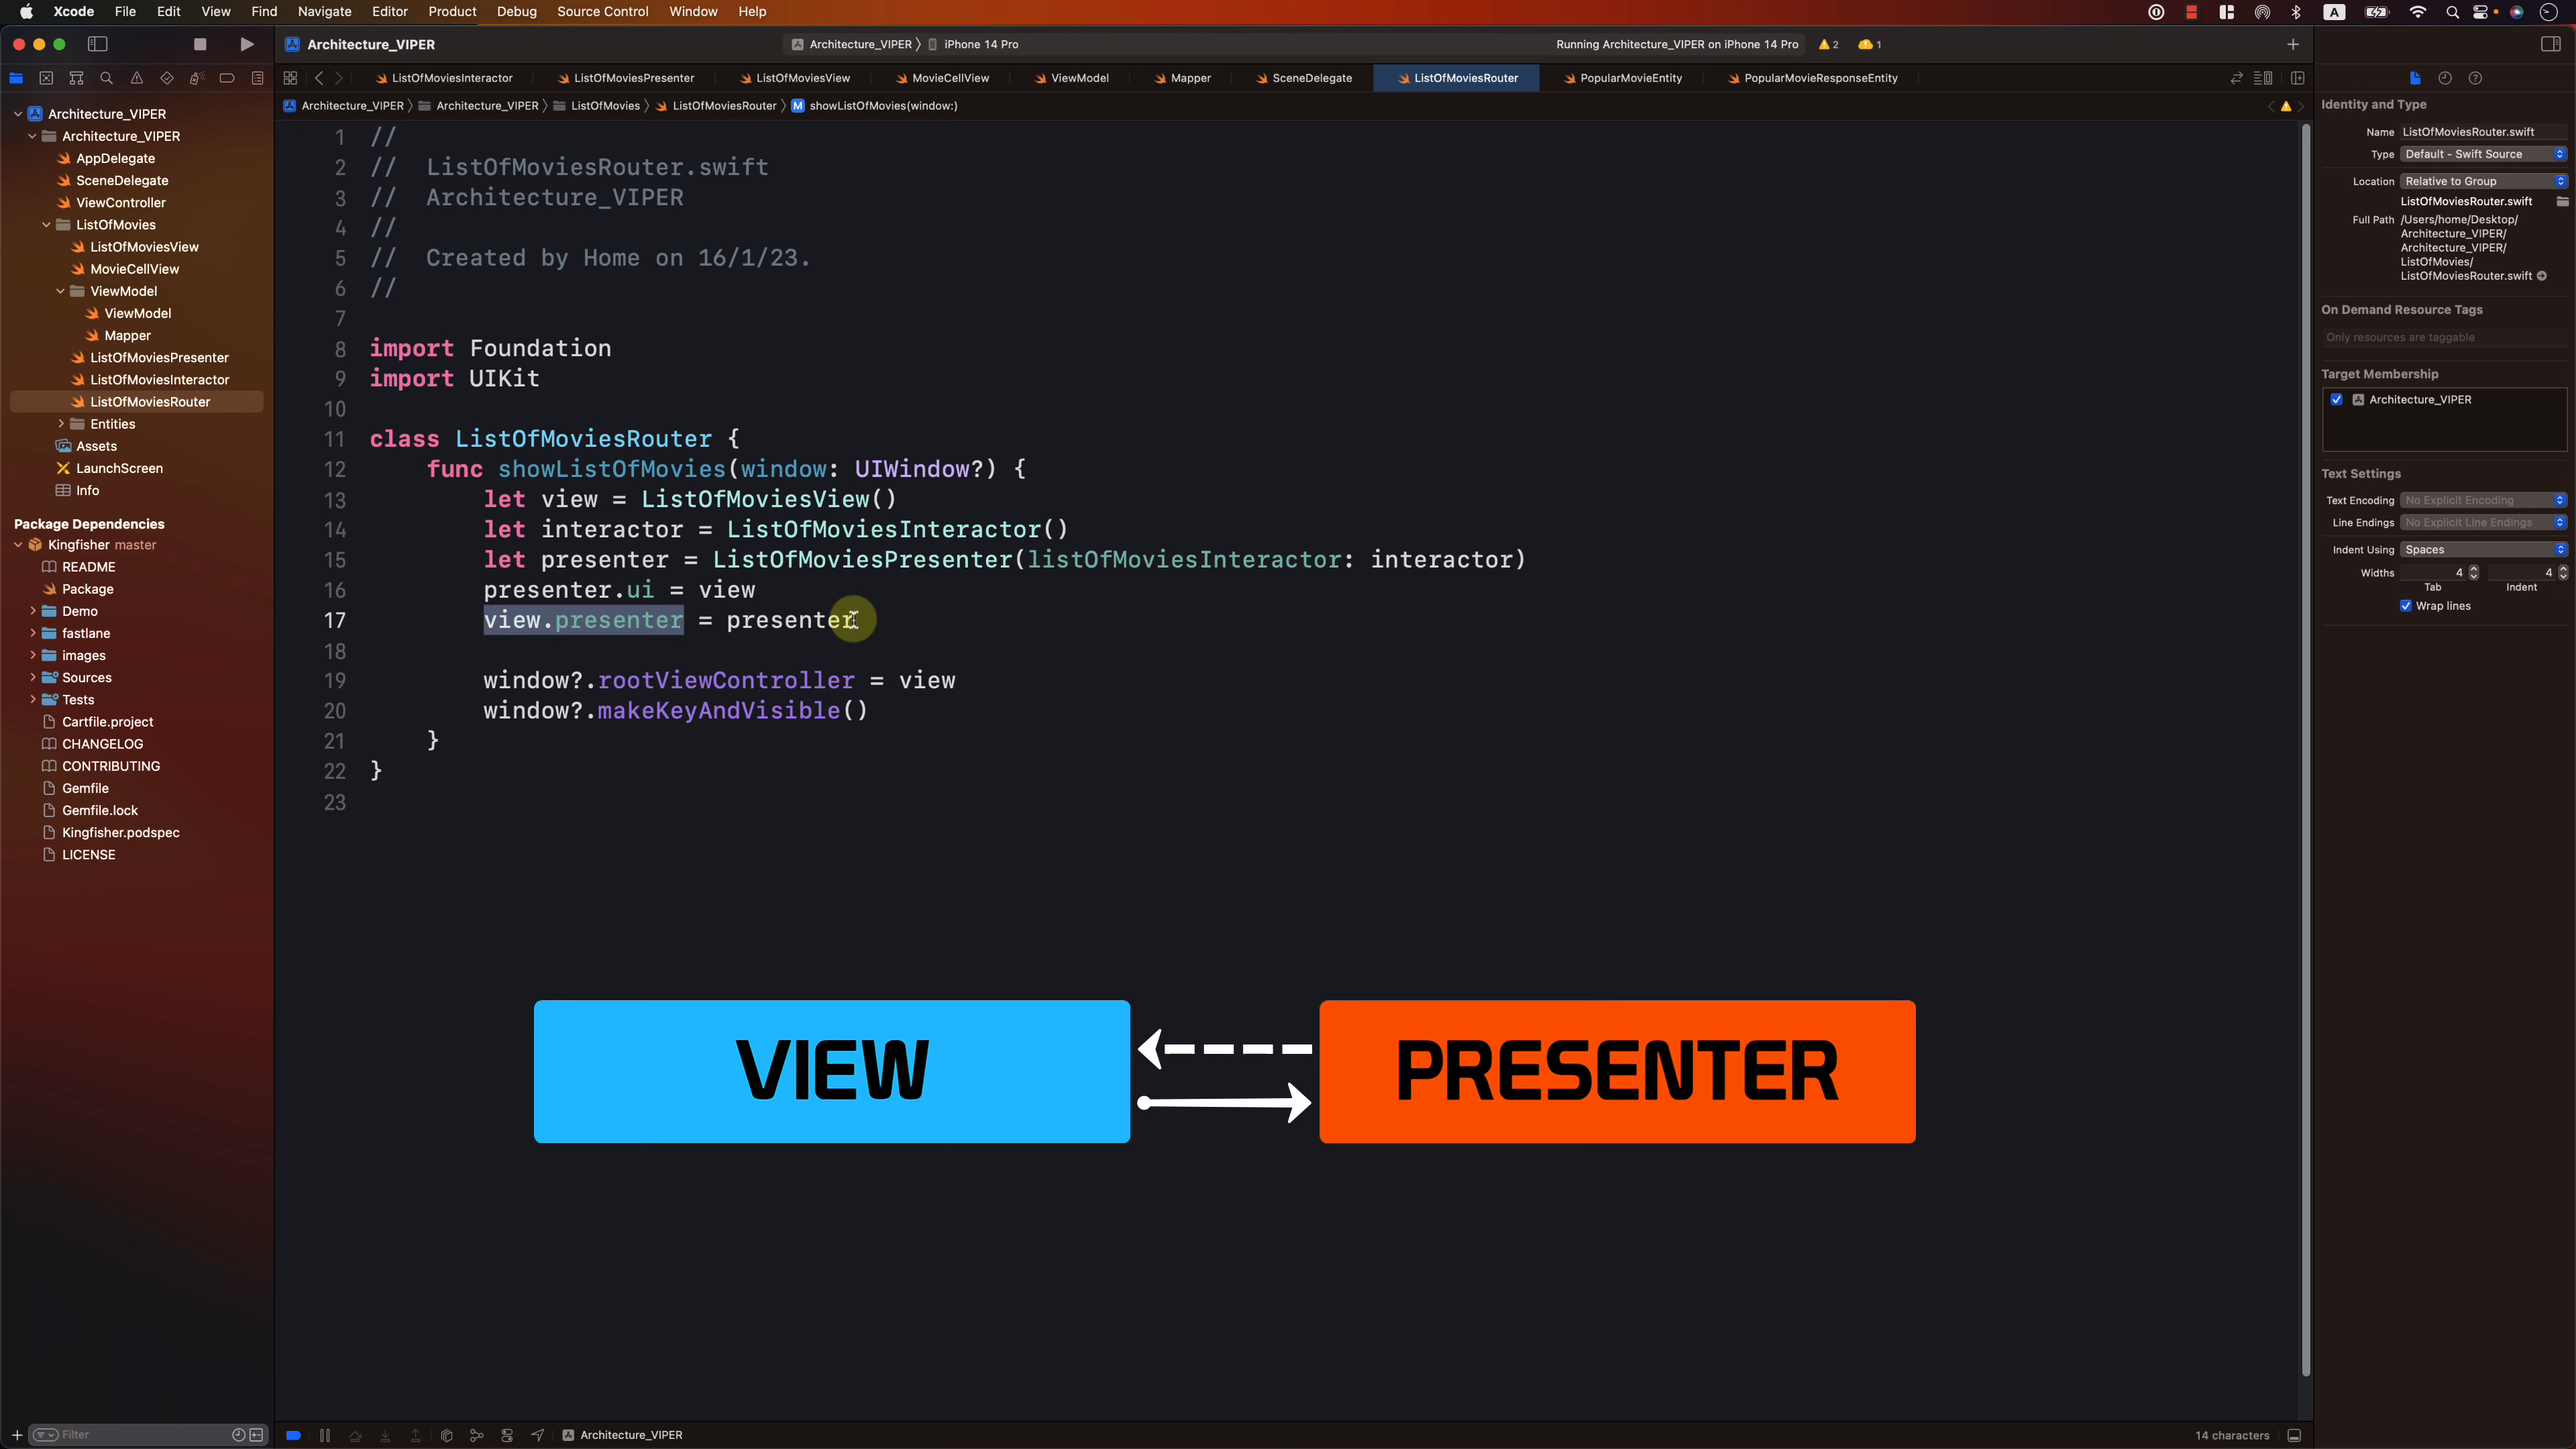 Xcode File Edit View Find Navigate Editor Product Debug Source Control Window Help
Architecture_VIPER
Architecture_VIPER iPhone 14 Pro
Running Architecture_VIPER on iPhone 14 Pro 2 1
ListOfMoviesInteractor ListOfMoviesPresenter ListOfMoviesView MovieCellView ViewModel Mapper SceneDelegate ListOfMoviesRouter PopularMovieEntity PopularMovieResponseEntity
Architecture_VIPER Architecture_VIPER ListOfMovies ListOfMoviesRouter M showListOfMovies(window:)
Architecture_VIPER
Architecture_VIPER
AppDelegate
SceneDelegate
ViewController
ListOfMovies
ListOfMoviesView
MovieCellView
ViewModel
ViewModel
Mapper
ListOfMoviesPresenter
ListOfMoviesInteractor
ListOfMoviesRouter
Entities
Assets
LaunchScreen
Info
Package Dependencies
Kingfisher master
README
Package
Demo
fastlane
images
Sources
Tests
Cartfile.project
CHANGELOG
CONTRIBUTING
Gemfile
Gemfile.lock
Kingfisher.podspec
LICENSE
Filter
1 //
2 // ListOfMoviesRouter.swift
3 // Architecture_VIPER
4 //
5 // Created by Home on 16/1/23.
6 //
7
8 import Foundation
9 import UIKit
10
11 class ListOfMoviesRouter {
12 func showListOfMovies(window: UIWindow?) {
13 let view = ListOfMoviesView()
14 let interactor = ListOfMoviesInteractor()
15 let presenter = ListOfMoviesPresenter(listOfMoviesInteractor: interactor)
16 presenter.ui = view
17 view.presenter = presenter
18
19 window?.rootViewController = view
20 window?.makeKeyAndVisible()
21 }
22 }
23
VIEW
PRESENTER
Architecture_VIPER
14 characters
Identity and Type
Name ListOfMoviesRouter.swift
Type Default - Swift Source
Location Relative to Group
ListOfMoviesRouter.swift
Full Path /Users/home/Desktop/
Architecture_VIPER/
Architecture_VIPER/
ListOfMovies/
ListOfMoviesRouter.swift
On Demand Resource Tags
Only resources are taggable
Target Membership
Architecture_VIPER
Text Settings
Text Encoding No Explicit Encoding
Line Endings No Explicit Line Endings
Indent Using Spaces
Widths 4 4
Tab Indent
Wrap lines